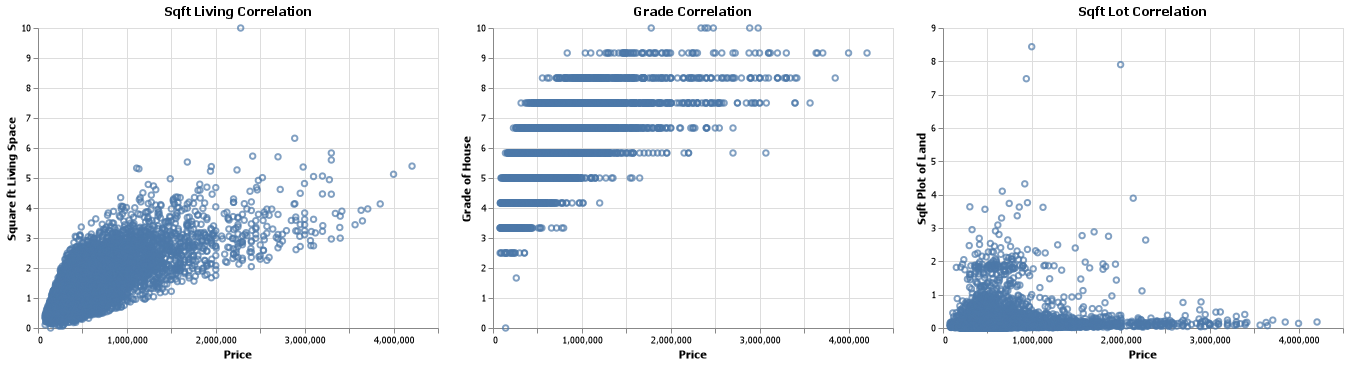 Sqft Living Correlation
Square ft Living Space
10
9
8
7
6
5
4
3
2
1
0
0 1,000,000 2,000,000 3,000,000 4,000,000
Price
Grade Correlation
Grade of House
10
9
8
7
6
5
4
3
2
1
0
0 1,000,000 2,000,000 3,000,000 4,000,000
Price
Sqft Lot Correlation
Sqft Plot of Land
9
8
7
6
5
4
3
2
1
0
0 1,000,000 2,000,000 3,000,000 4,000,000
Price